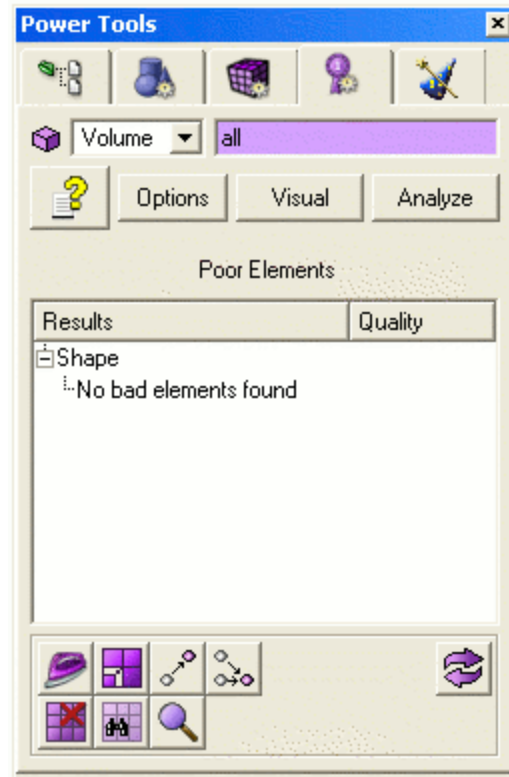 Power Tools
Volume all
Options Visual Analyze
Poor Elements
Results Quality
Shape
No bad elements found